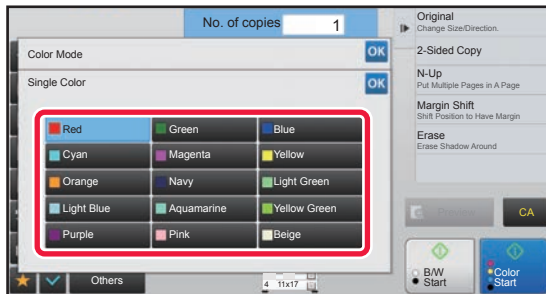 No. of copies 1
Original
Change Size/Direction.
Color Mode OK
2-Sided Copy
Single Color OK
N-Up
Put Multiple Pages in A Page
Margin Shift
Shift Position to Have Margin
Red Green Blue
Erase
Erase Shadow Around
Cyan Magenta Yellow
Orange Navy Light Green
Light Blue Aquamarine Yellow Green
Preview CA
Purple Pink Beige
B/W
Start
Color
Start
Others
4 11x17